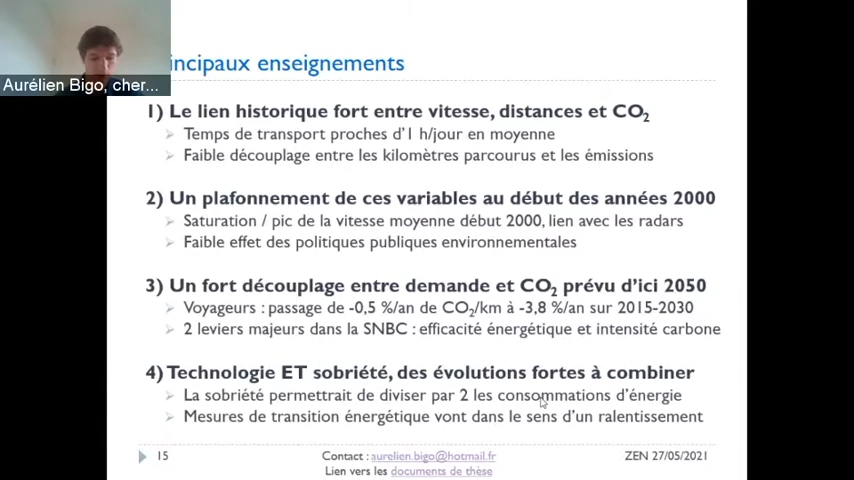 incipaux enseignements
Aurélien Bigo, cher...
1) Le lien historique fort entre vitesse, distances et CO₂
Temps de transport proches d'1 h/jour en moyenne
Faible découplage entre les kilomètres parcourus et les émissions
2) Un plafonnement de ces variables au début des années 2000
Saturation / pic de la vitesse moyenne début 2000, lien avec les radars
Faible effet des politiques publiques environnementales
3) Un fort découplage entre demande et CO₂ prévu d'ici 2050
Voyageurs : passage de -0,5 %/an de CO₂/km à -3,8 %/an sur 2015-2030
2 leviers majeurs dans la SNBC : efficacité énergétique et intensité carbone
4) Technologie ET sobriété, des évolutions fortes à combiner
La sobriété permettrait de diviser par 2 les consommations d'énergie
Mesures de transition énergétique vont dans le sens d'un ralentissement
15 Contact : aurelien.bigo@hotmail.fr ZEN 27/05/2021
Lien vers les documents de thèse